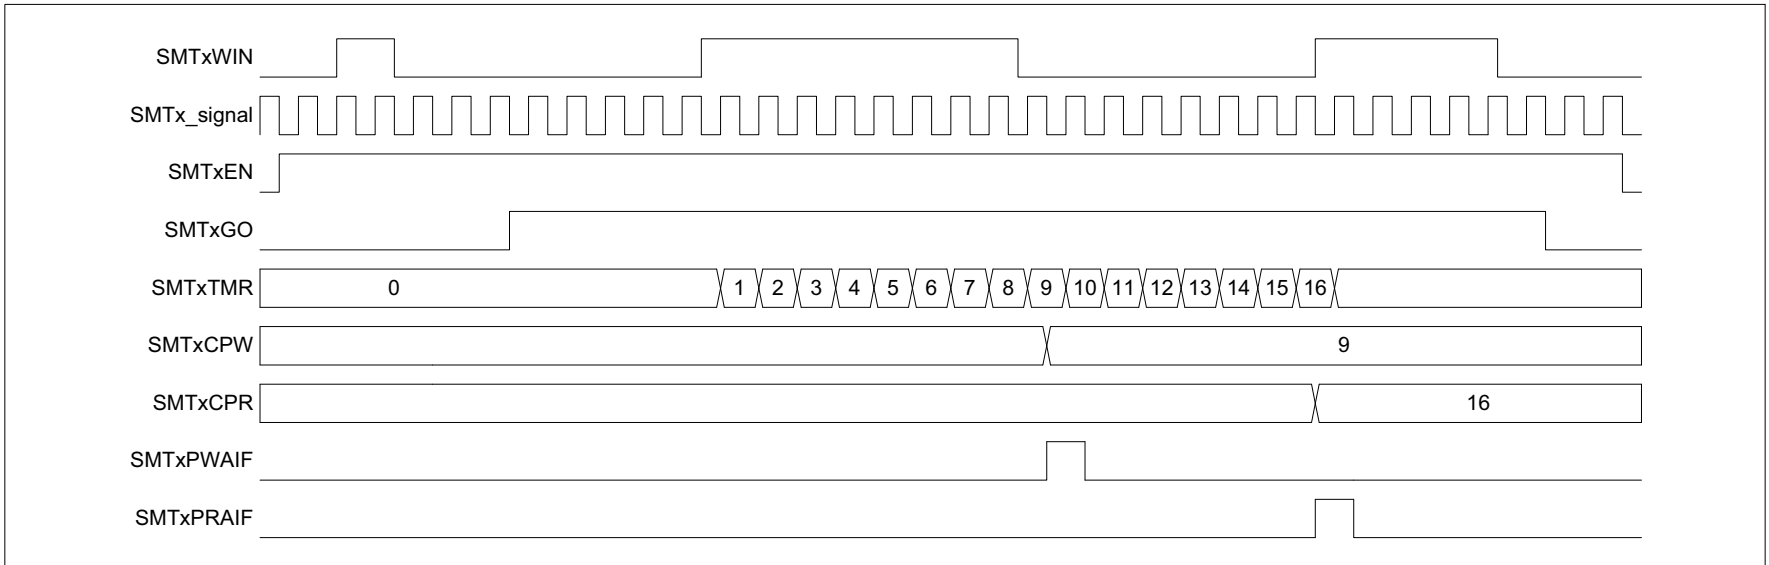 SMTxWIN
SMTx_signal
SMTxEN
SMTxGO
SMTxTMR 0 1 2 3 4 5 6 7 8 9 10 11 12 13 14 15 16
SMTxCPW 9
SMTxCPR 16
SMTxPWAIF
SMTxPRAIF